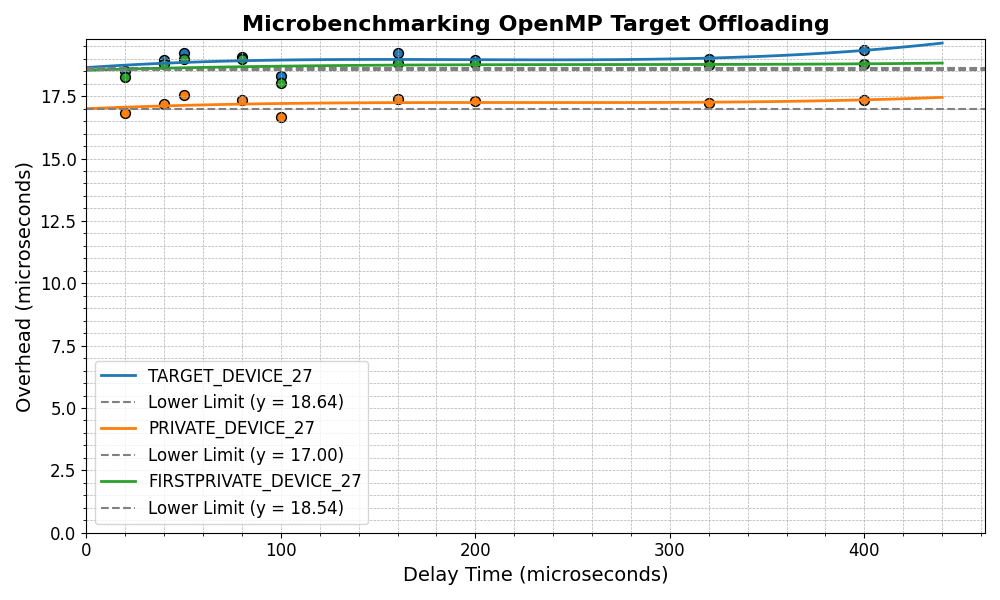 Microbenchmarking OpenMP Target Offloading
Overhead (microseconds)
17.5
15.0
12.5
10.0
7.5
5.0
2.5
0.0
TARGET_DEVICE_27
Lower Limit (y = 18.64)
PRIVATE_DEVICE_27
Lower Limit (y = 17.00)
FIRSTPRIVATE_DEVICE_27
Lower Limit (y = 18.54)
0 100 200 300 400
Delay Time (microseconds)